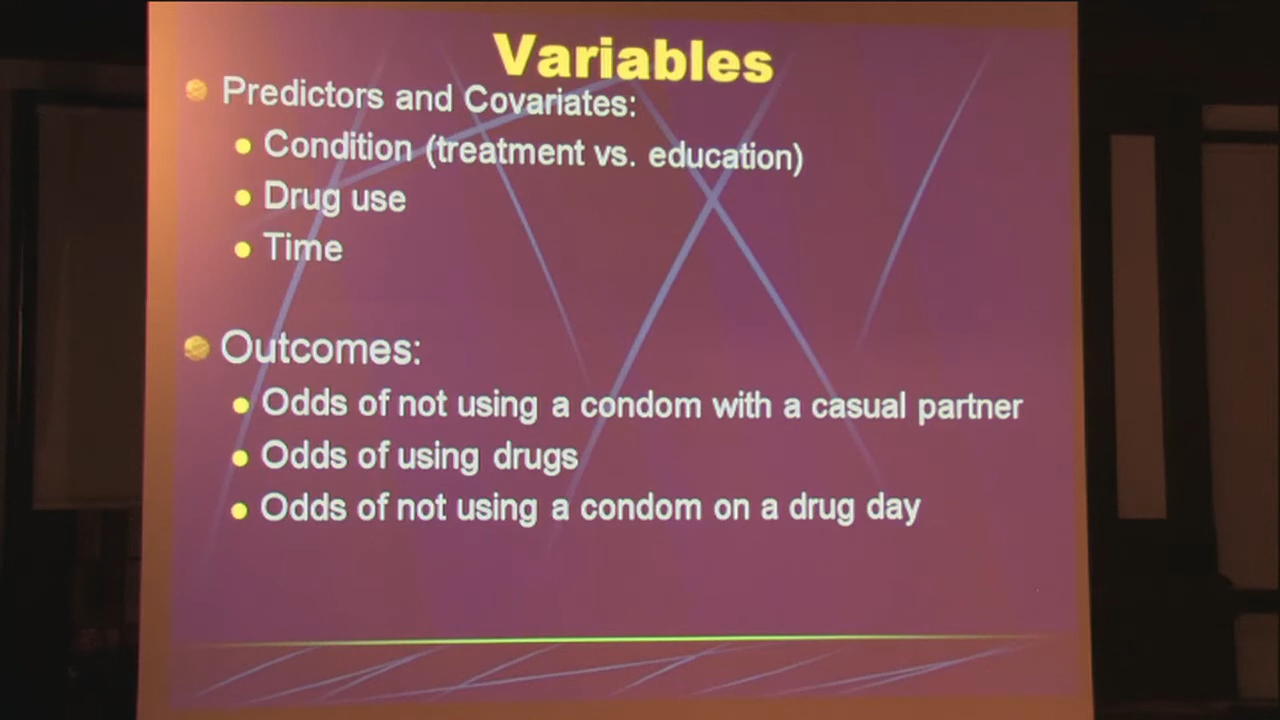 Variables
Predictors and Covariates:
Condition (treatment vs. education)
Drug use
Time
Outcomes:
Odds of not using a condom with a casual partner
Odds of using drugs
Odds of not using a condom on a drug day